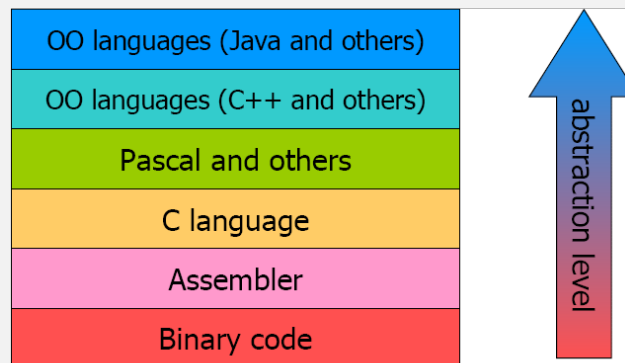 OO languages (Java and others)
OO languages (C++ and others)
Pascal and others
C language
Assembler
Binary code
abstraction level